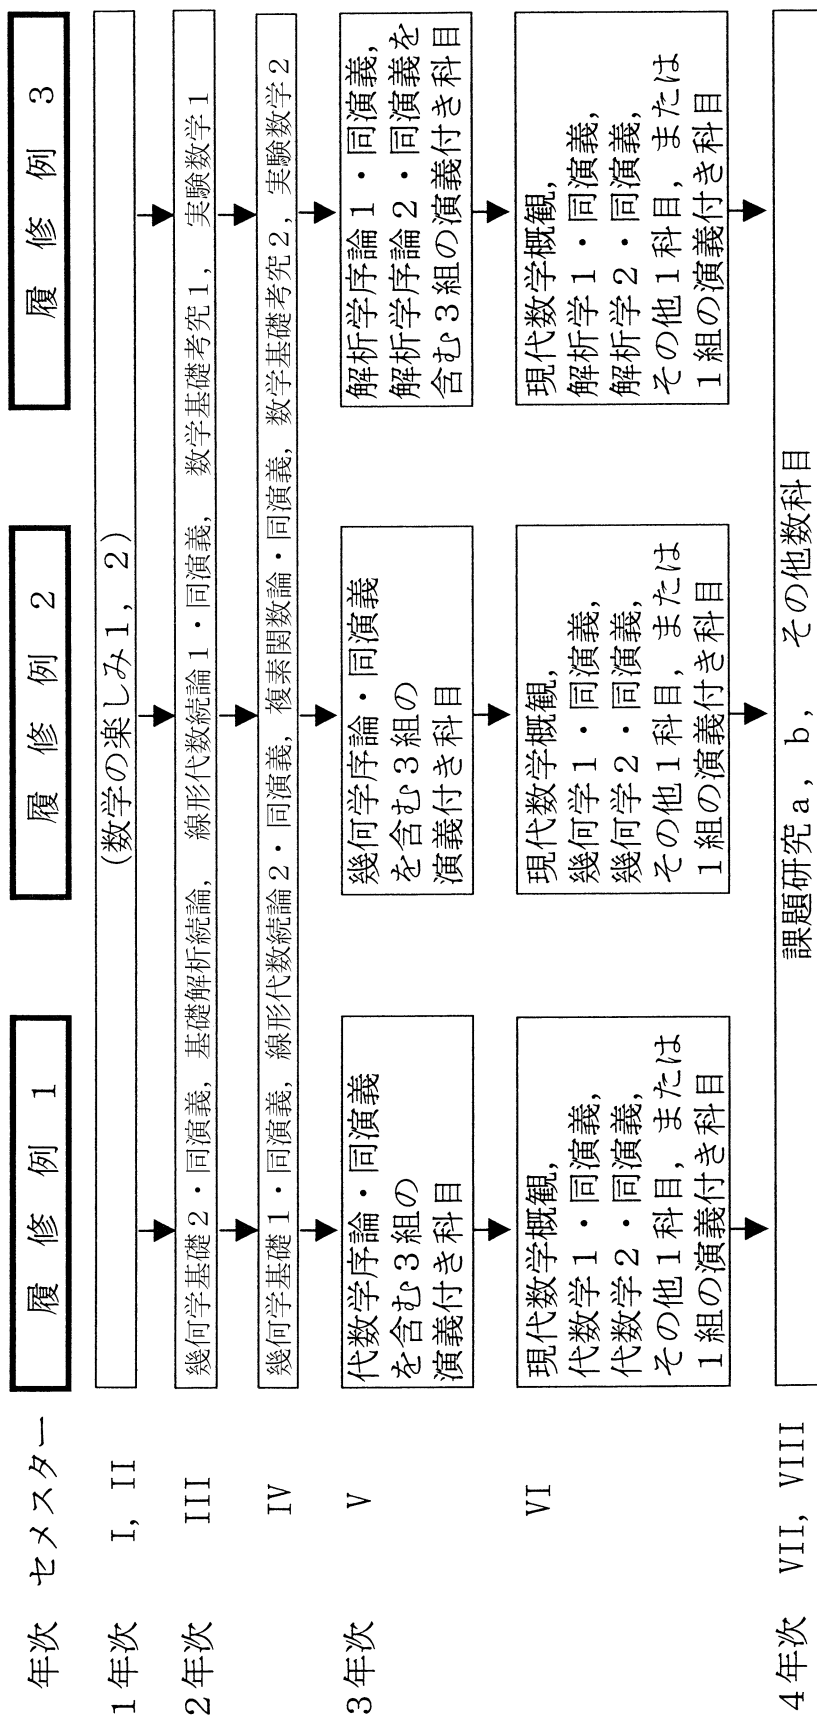 年次 セメスター 履修例1 履修例2 履修例3
1年次 I, II (数学の楽しみ1, 2)
2年次 III 幾何学基礎2・同演義, 基礎解析続論, 線形代数続論1・同演義, 数学基礎考究1, 実験数学1
IV 幾何学基礎1・同演義, 線形代数続論2・同演義, 複素関数論・同演義, 数学基礎考究2, 実験数学2
3年次 V
代数学序論・同演義
を含む3組の
演義付き科目
幾何学序論・同演義
を含む3組の
演義付き科目
解析学序論1・同演義,
解析学序論2・同演義を
含む3組の演義付き科目
VI
現代数学概観,
代数学1・同演義,
代数学2・同演義,
その他1科目, または
1組の演義付き科目
現代数学概観,
幾何学1・同演義,
幾何学2・同演義,
その他1科目, または
1組の演義付き科目
現代数学概観,
解析学1・同演義,
解析学2・同演義,
その他1科目, または
1組の演義付き科目
4年次 VII, VIII 課題研究a, b, その他数科目